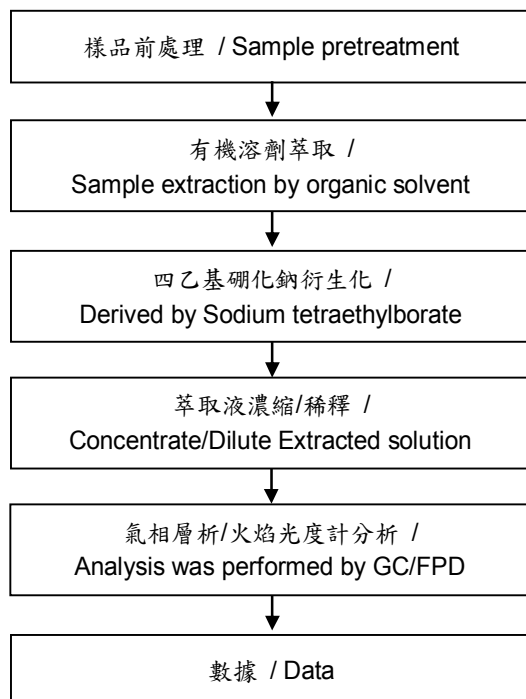 樣品前處理 / Sample pretreatment
有機溶劑萃取 /
Sample extraction by organic solvent
四乙基硼化鈉衍生化 /
Derived by Sodium tetraethylborate
萃取液濃縮/稀釋 /
Concentrate/Dilute Extracted solution
氣相層析/火焰光度計分析 /
Analysis was performed by GC/FPD
數據 / Data